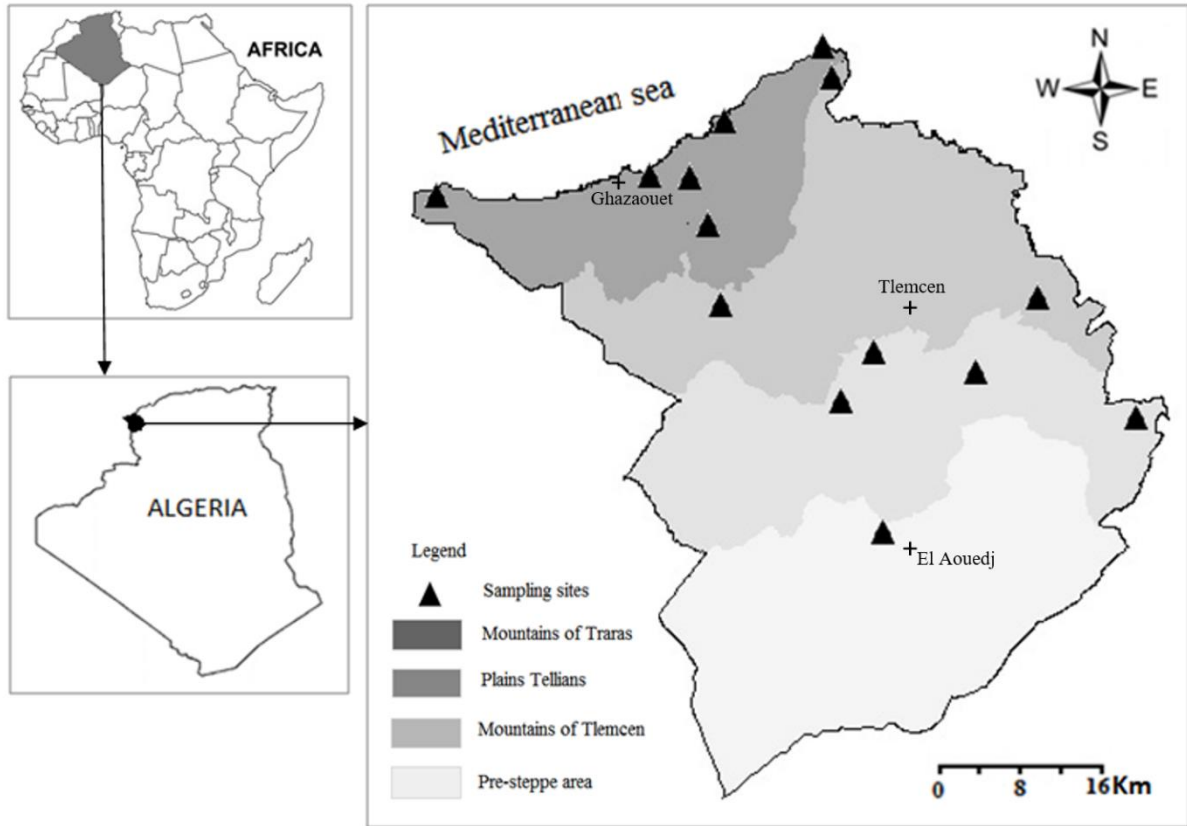 AFRICA
ALGERIA
N
W E
S
Mediterranean sea
Ghazaouet
Tlemcen
El Aouedj
Legend
Sampling sites
Mountains of Traras
Plains Tellians
Mountains of Tlemcen
Pre-steppe area
0 8 16Km